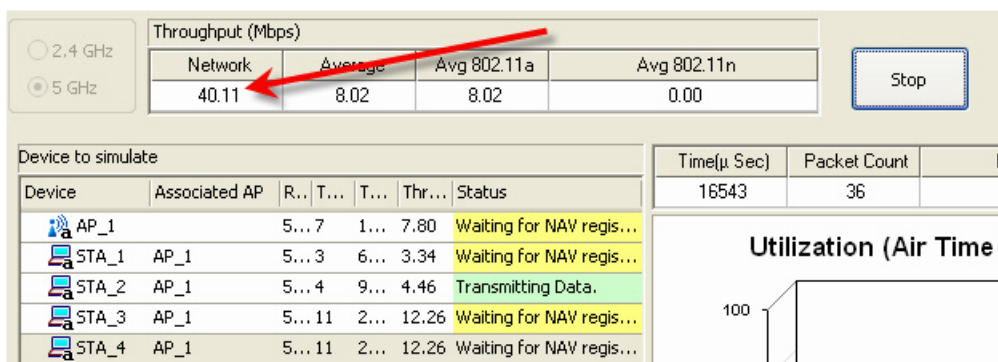 2.4 GHz
5 GHz
Throughput (Mbps)
Network Average Avg 802.11a Avg 802.11n
40.11 8.02 8.02 0.00
Stop
Device to simulate
Device Associated AP R... T... T... Thr... Status
AP_1 5... 7 1... 7.80 Waiting for NAV regis...
STA_1 AP_1 5... 3 6... 3.34 Waiting for NAV regis...
STA_2 AP_1 5... 4 9... 4.46 Transmitting Data.
STA_3 AP_1 5... 11 2... 12.26 Waiting for NAV regis...
STA_4 AP_1 5... 11 2... 12.26 Waiting for NAV regis...
Time(µ Sec) Packet Count
16543 36
Utilization (Air Time
100